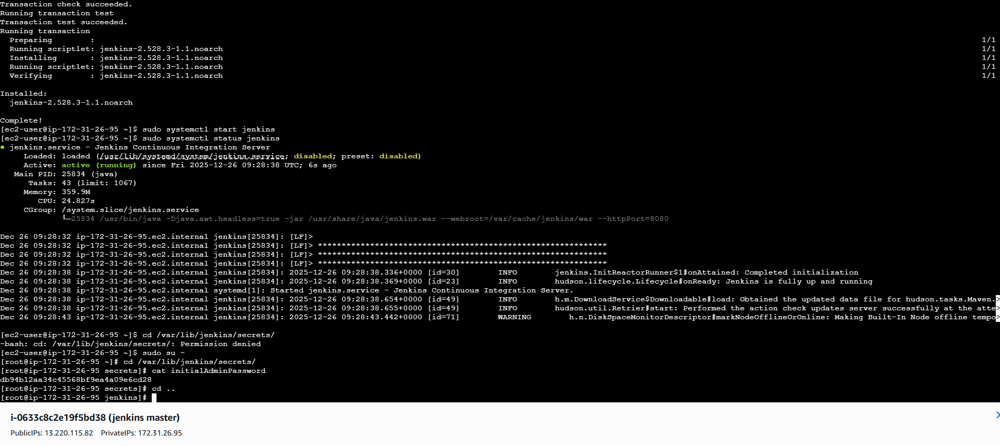 Transaction check succeeded.
Running transaction test
Transaction test succeeded.
Running transaction
  Preparing        :                                                        1/1
  Running scriptlet: jenkins-2.528.3-1.1.noarch                             1/1
  Installing       : jenkins-2.528.3-1.1.noarch                             1/1
  Running scriptlet: jenkins-2.528.3-1.1.noarch                             1/1
  Verifying        : jenkins-2.528.3-1.1.noarch                             1/1
Installed:
  jenkins-2.528.3-1.1.noarch
Complete!
[ec2-user@ip-172-31-26-95 ~]$ sudo systemctl start jenkins
[ec2-user@ip-172-31-26-95 ~]$ sudo systemctl status jenkins
● jenkins.service - Jenkins Continuous Integration Server
     Loaded: loaded (/usr/lib/systemd/system/jenkins.service; disabled; preset: disabled)
     Active: active (running) since Fri 2025-12-26 09:28:38 UTC; 6s ago
   Main PID: 25834 (java)
      Tasks: 43 (limit: 1067)
     Memory: 359.9M
        CPU: 24.827s
     CGroup: /system.slice/jenkins.service
             └─25834 /usr/bin/java -Djava.awt.headless=true -jar /usr/share/java/jenkins.war --webroot=/var/cache/jenkins/war --httpPort=8080
Dec 26 09:28:32 ip-172-31-26-95.ec2.internal jenkins[25834]: [LF]>
Dec 26 09:28:32 ip-172-31-26-95.ec2.internal jenkins[25834]: [LF]> *************************************************************
Dec 26 09:28:32 ip-172-31-26-95.ec2.internal jenkins[25834]: [LF]> *************************************************************
Dec 26 09:28:32 ip-172-31-26-95.ec2.internal jenkins[25834]: [LF]> *************************************************************
Dec 26 09:28:38 ip-172-31-26-95.ec2.internal jenkins[25834]: 2025-12-26 09:28:38.336+0000 [id=30]        INFO        jenkins.InitReactorRunner$1#onAttained: Completed initialization
Dec 26 09:28:38 ip-172-31-26-95.ec2.internal jenkins[25834]: 2025-12-26 09:28:38.369+0000 [id=23]        INFO        hudson.lifecycle.Lifecycle#onReady: Jenkins is fully up and running
Dec 26 09:28:38 ip-172-31-26-95.ec2.internal systemd[1]: Started jenkins.service - Jenkins Continuous Integration Server.
Dec 26 09:28:38 ip-172-31-26-95.ec2.internal jenkins[25834]: 2025-12-26 09:28:38.654+0000 [id=49]        INFO        h.m.DownloadService$Downloadable#load: Obtained the updated data file for hudson.tasks.Maven.>
Dec 26 09:28:38 ip-172-31-26-95.ec2.internal jenkins[25834]: 2025-12-26 09:28:38.655+0000 [id=49]        INFO        hudson.util.Retrier#start: Performed the action check updates server successfully at the atte>
Dec 26 09:28:43 ip-172-31-26-95.ec2.internal jenkins[25834]: 2025-12-26 09:28:43.442+0000 [id=71]        WARNING        h.n.DiskSpaceMonitorDescriptor#markNodeOfflineOrOnline: Making Built-In Node offline tempo>
[ec2-user@ip-172-31-26-95 ~]$ cd /var/lib/jenkins/secrets/
-bash: cd: /var/lib/jenkins/secrets/: Permission denied
[ec2-user@ip-172-31-26-95 ~]$ sudo su -
[root@ip-172-31-26-95 ~]# cd /var/lib/jenkins/secrets/
[root@ip-172-31-26-95 secrets]# cat initialAdminPassword
db94b12aa34c45568bf9ea4a09e6cd28
[root@ip-172-31-26-95 secrets]# cd ..
[root@ip-172-31-26-95 jenkins]#
i-0633c8c2e19f5bd38 (jenkins master)
PublicIPs: 13.220.115.82    PrivateIPs: 172.31.26.95